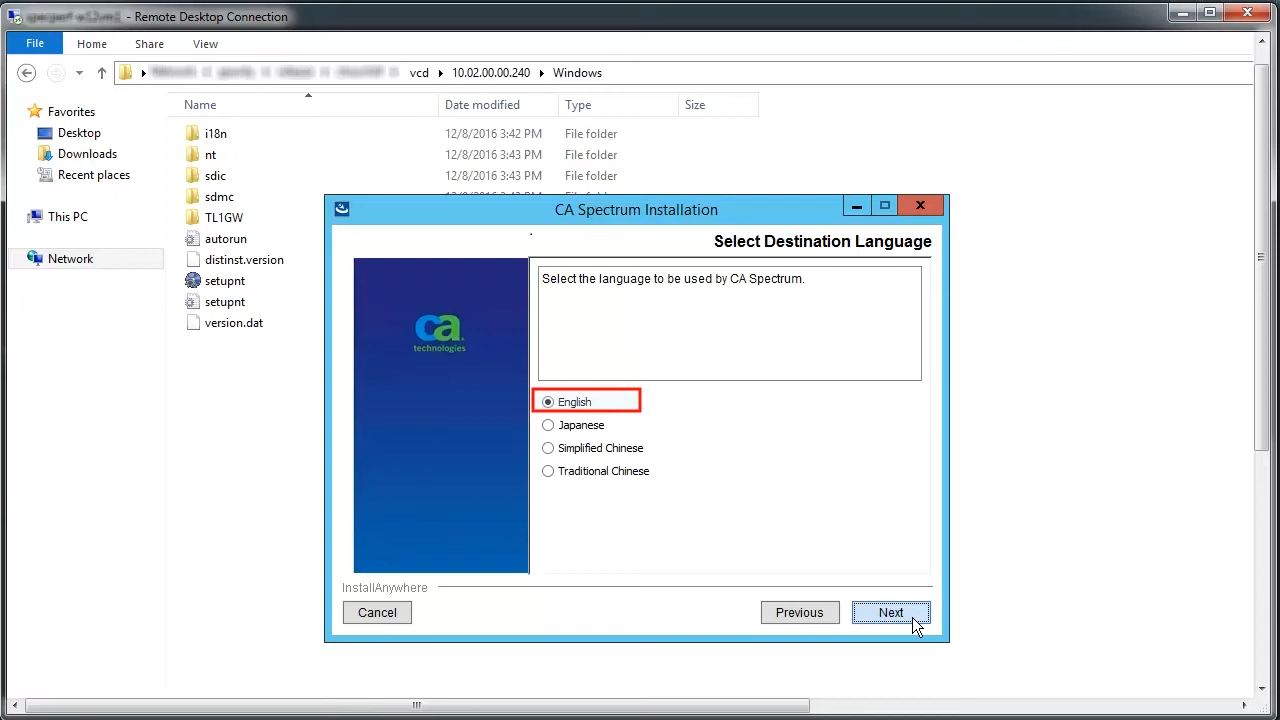 - Remote Desktop Connection
File Home Share View
vcd 10.02.00.00.240 Windows
Favorites
Desktop
Downloads
Recent places
This PC
Network
Name Date modified Type Size
i18n 12/8/2016 3:42 PM File folder
nt 12/8/2016 3:43 PM File folder
sdic 12/8/2016 3:43 PM File folder
sdmc
TL1GW
autorun
distinst.version
setupnt
setupnt
version.dat
CA Spectrum Installation
Select Destination Language
ca
technologies
Select the language to be used by CA Spectrum.
English
Japanese
Simplified Chinese
Traditional Chinese
InstallAnywhere
Cancel Previous Next